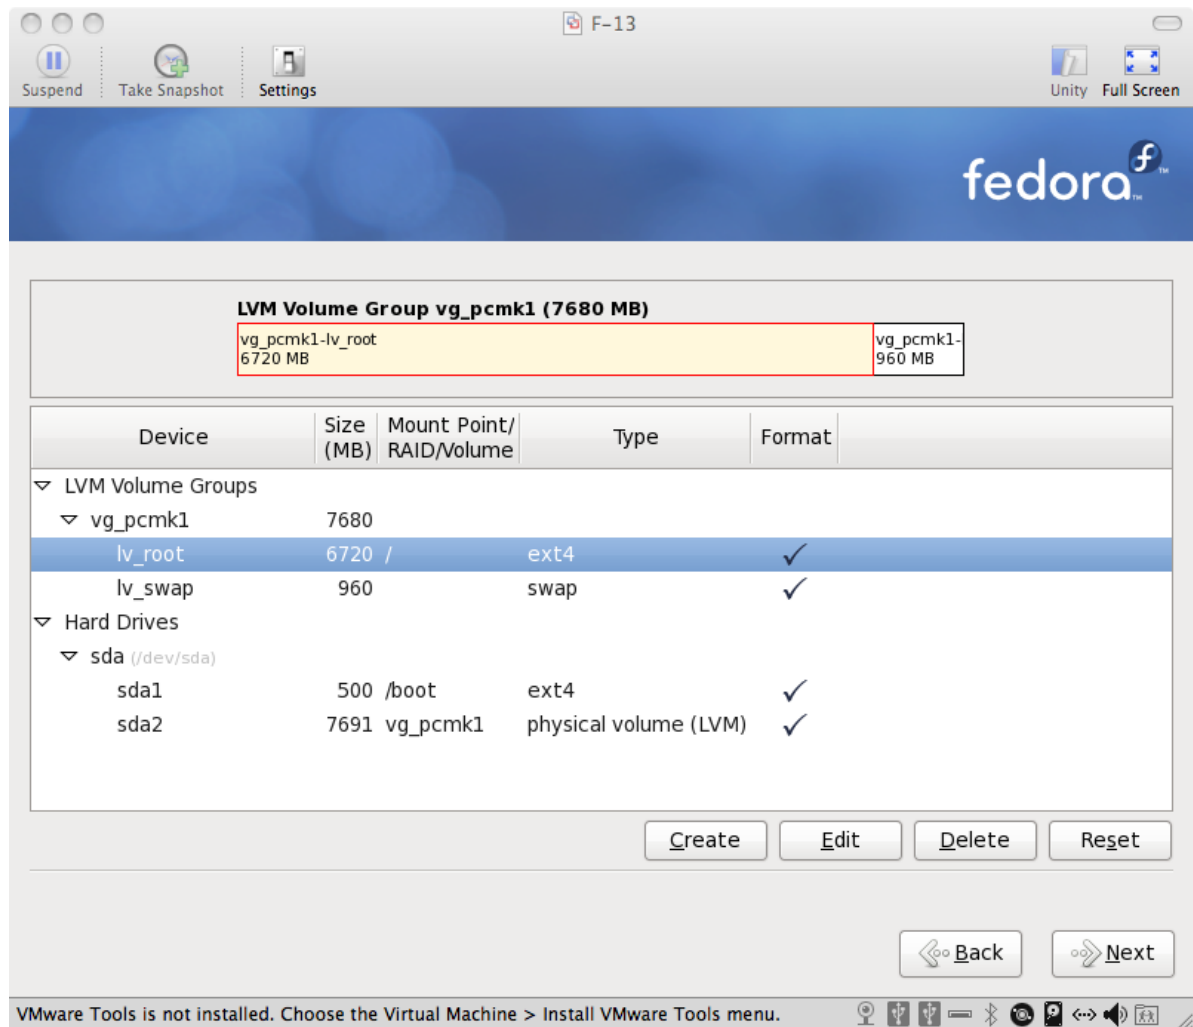 F-13
Suspend Take Snapshot Settings Unity Full Screen
fedora™
LVM Volume Group vg_pcmk1 (7680 MB)
vg_pcmk1-lv_root vg_pcmk1-
6720 MB 960 MB
Device Size (MB) Mount Point/ RAID/Volume Type Format
LVM Volume Groups
vg_pcmk1 7680
lv_root 6720 / ext4
lv_swap 960 swap
Hard Drives
sda (/dev/sda)
sda1 500 /boot ext4
sda2 7691 vg_pcmk1 physical volume (LVM)
Create Edit Delete Reset
Back Next
VMware Tools is not installed. Choose the Virtual Machine > Install VMware Tools menu.